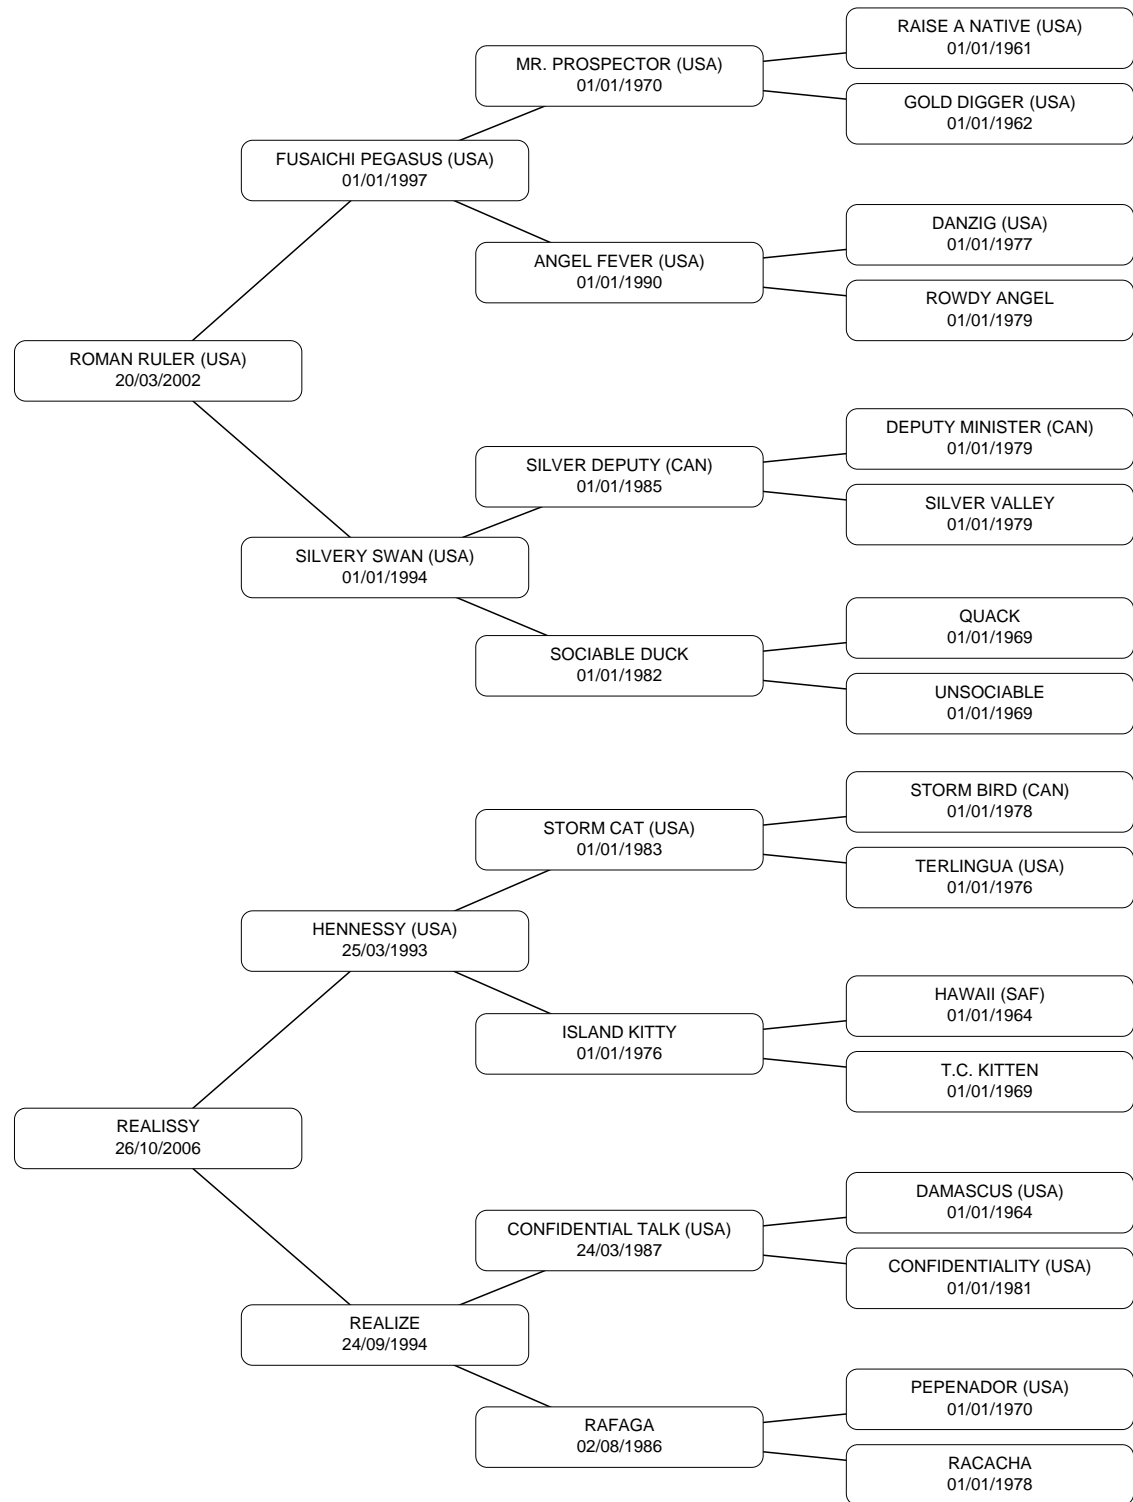 RAISE A NATIVE (USA)
01/01/1961
MR. PROSPECTOR (USA)
01/01/1970
GOLD DIGGER (USA)
01/01/1962
FUSAICHI PEGASUS (USA)
01/01/1997
DANZIG (USA)
01/01/1977
ANGEL FEVER (USA)
01/01/1990
ROWDY ANGEL
01/01/1979
ROMAN RULER (USA)
20/03/2002
DEPUTY MINISTER (CAN)
01/01/1979
SILVER DEPUTY (CAN)
01/01/1985
SILVER VALLEY
01/01/1979
SILVERY SWAN (USA)
01/01/1994
QUACK
01/01/1969
SOCIABLE DUCK
01/01/1982
UNSOCIABLE
01/01/1969
STORM BIRD (CAN)
01/01/1978
STORM CAT (USA)
01/01/1983
TERLINGUA (USA)
01/01/1976
HENNESSY (USA)
25/03/1993
HAWAII (SAF)
01/01/1964
ISLAND KITTY
01/01/1976
T.C. KITTEN
01/01/1969
REALISSY
26/10/2006
DAMASCUS (USA)
01/01/1964
CONFIDENTIAL TALK (USA)
24/03/1987
CONFIDENTIALITY (USA)
01/01/1981
REALIZE
24/09/1994
PEPENADOR (USA)
01/01/1970
RAFAGA
02/08/1986
RACACHA
01/01/1978